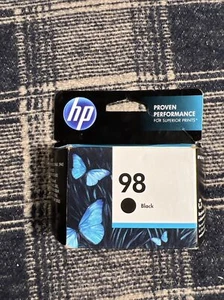 hp
PROVEN
PERFORMANCE
FOR SUPERIOR PRINTS
98
Black